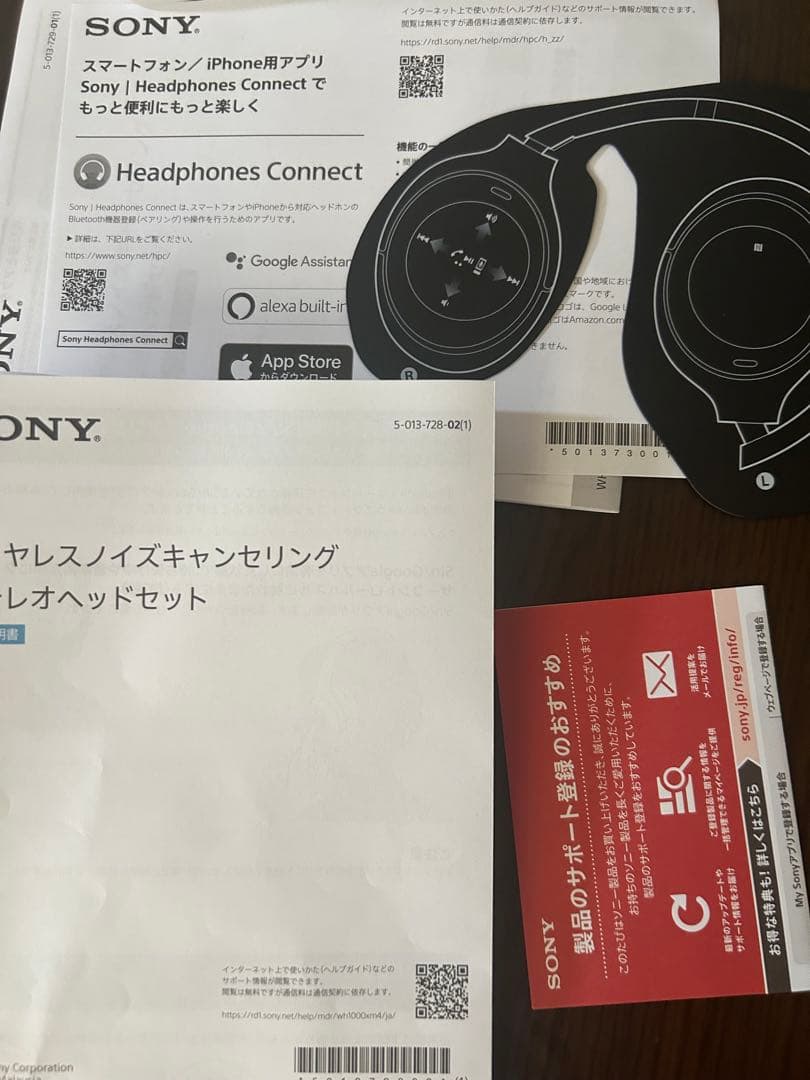 5-013-729-01(1)
SONY®
スマートフォン／iPhone用アプリ
Sony | Headphones Connect で
もっと便利にもっと楽しく
Headphones Connect
Sony | Headphones Connect は、スマートフォンやiPhoneから対応ヘッドホンの
Bluetooth機器登録（ペアリング）や操作を行うためのアプリです。
▶詳細は、下記URLをご覧ください。
https://www.sony.net/hpc/
Sony Headphones Connect
Google Assistan
alexa built-in
App Store
からダウンロード
インターネット上で使いかた（ヘルプガイド）などのサポート情報が閲覧できます。
閲覧は無料ですが通信料は通信契約に依存します。
https://rd1.sony.net/help/mdr/hpc/h_zz/
機能の一
国や地域にお
マークです。
ゴは、Google L
ゴはAmazon.com
きません。
R
L
* 5 0 1 3 7 3 0 0
SONY®
5-013-728-02(1)
ヤレスノイズキャンセリング
レオヘッドセット
明書
インターネット上で使いかた（ヘルプガイド）などの
サポート情報が閲覧できます。
閲覧は無料ですが通信料は通信契約に依存します。
https://rd1.sony.net/help/mdr/wh1000xm4/ja/
ny Corporation
Malaysia
SONY
製品のサポート登録のおすすめ
このたびはソニー製品をお買い上げいただき、誠にありがとうございます。
お持ちのソニー製品を長くご愛用いただくために、
製品のサポート登録をおすすめしています。
最新のアップデートや
サポート情報をお届け
ご登録製品に関する情報を
一括管理できるマイページをご提供
活用提案を
メールでお届け
お得な特典も！詳しくはこちら
sony.jp/reg/info/
My Sonyアプリで登録する場合
ウェブページで登録する場合